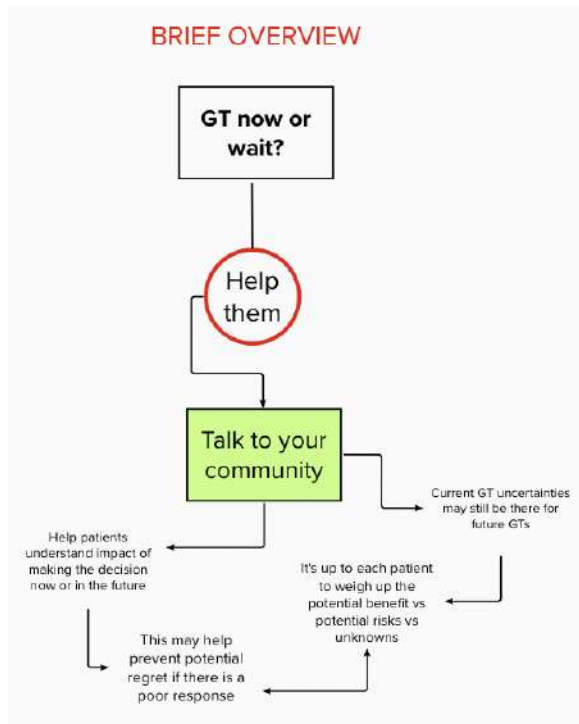 BRIEF OVERVIEW
GT now or
wait?
Help
them
Talk to your
community
Current GT uncertainties
may still be there for
future GTs
Help patients
understand impact of
making the decision
now or in the future
It's up to each patient
to weigh up the
potential benefit vs
potential risks vs
unknowns
This may help
prevent potential
regret if there is a
poor response